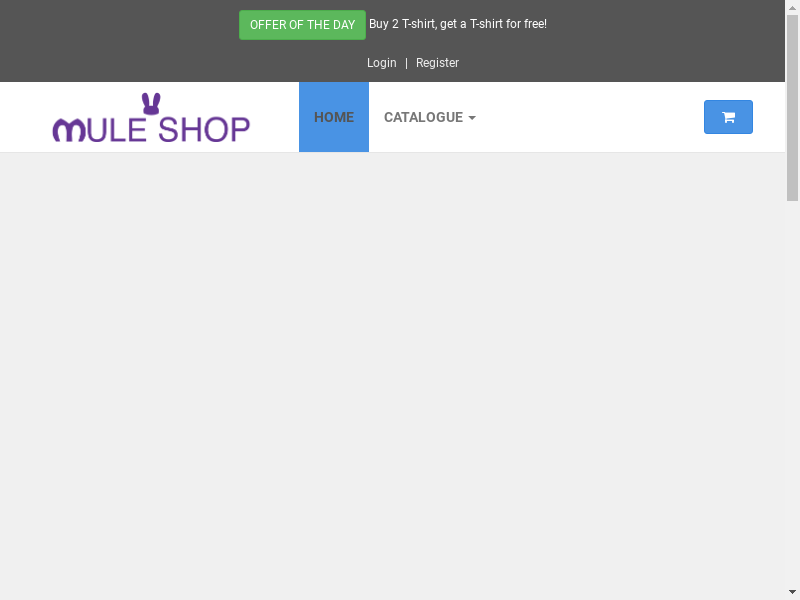 OFFER OF THE DAY Buy 2 T-shirt, get a T-shirt for free!
Login | Register
MULE SHOP HOME CATALOGUE